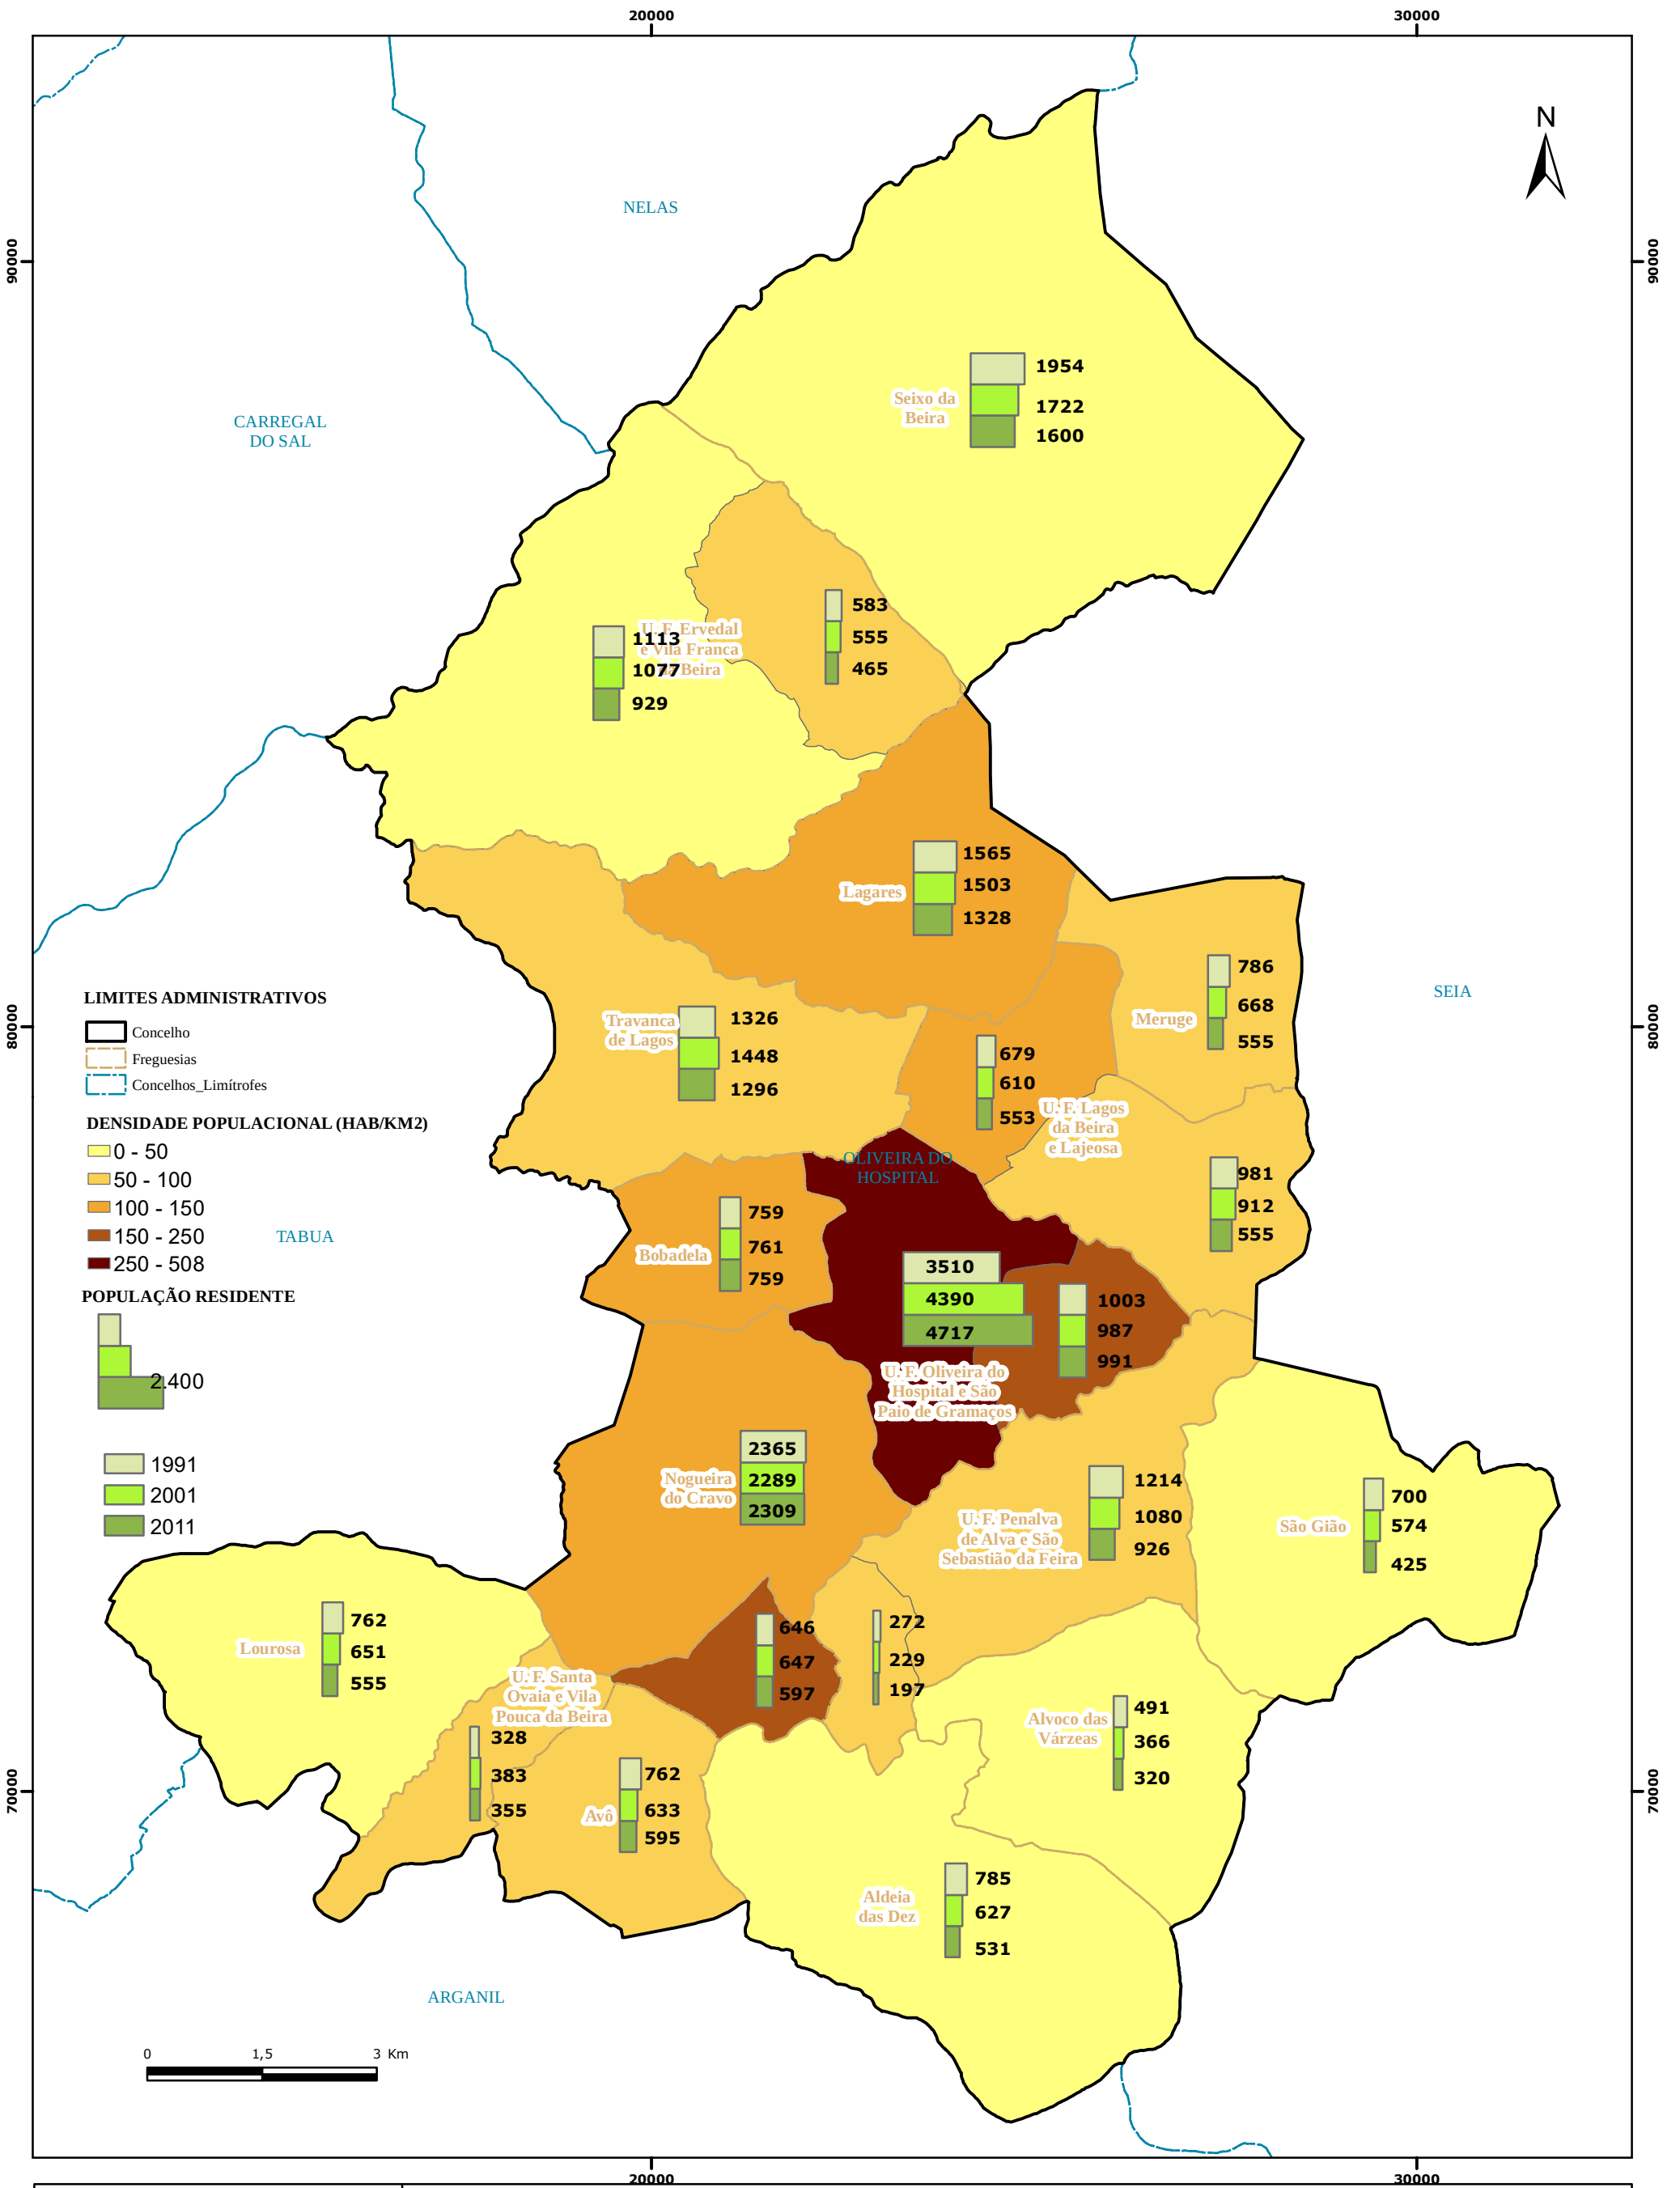 20000
30000
N
90000
90000
NELAS
CARREGAL
DO SAL
Seixo da
Beira
1954
1722
1600
583
555
465
U. F. Ervedal
e Vila Franca
da Beira
1113
1077
929
Lagares
1565
1503
1328
786
668
555
Meruge
SEIA
Travanca
de Lagos
1326
1448
1296
679
610
553
80000
80000
U. F. Lagos
da Beira
e Lajeosa
981
912
555
OLIVEIRA DO
HOSPITAL
LIMITES ADMINISTRATIVOS
Concelho
Freguesias
Concelhos_Limítrofes
DENSIDADE POPULACIONAL (HAB/KM2)
0 - 50
50 - 100
100 - 150
150 - 250
250 - 508
TABUA
POPULAÇÃO RESIDENTE
2.400
1991
2001
2011
Bobadela
759
761
759
3510
4390
4717
1003
987
991
U. F. Oliveira do
Hospital e São
Paio de Gramaços
Nogueira
do Cravo
2365
2289
2309
U. F. Penalva
de Alva e São
Sebastião da Feira
1214
1080
926
São Gião
700
574
425
Lourosa
762
651
555
646
647
597
272
229
197
U. F. Santa
Ovaia e Vila
Pouca da Beira
328
383
355
Avô
762
633
595
Alvoco das
Várzeas
491
366
320
70000
70000
Aldeia
das Dez
785
627
531
ARGANIL
0
1,5
3 Km
20000
30000